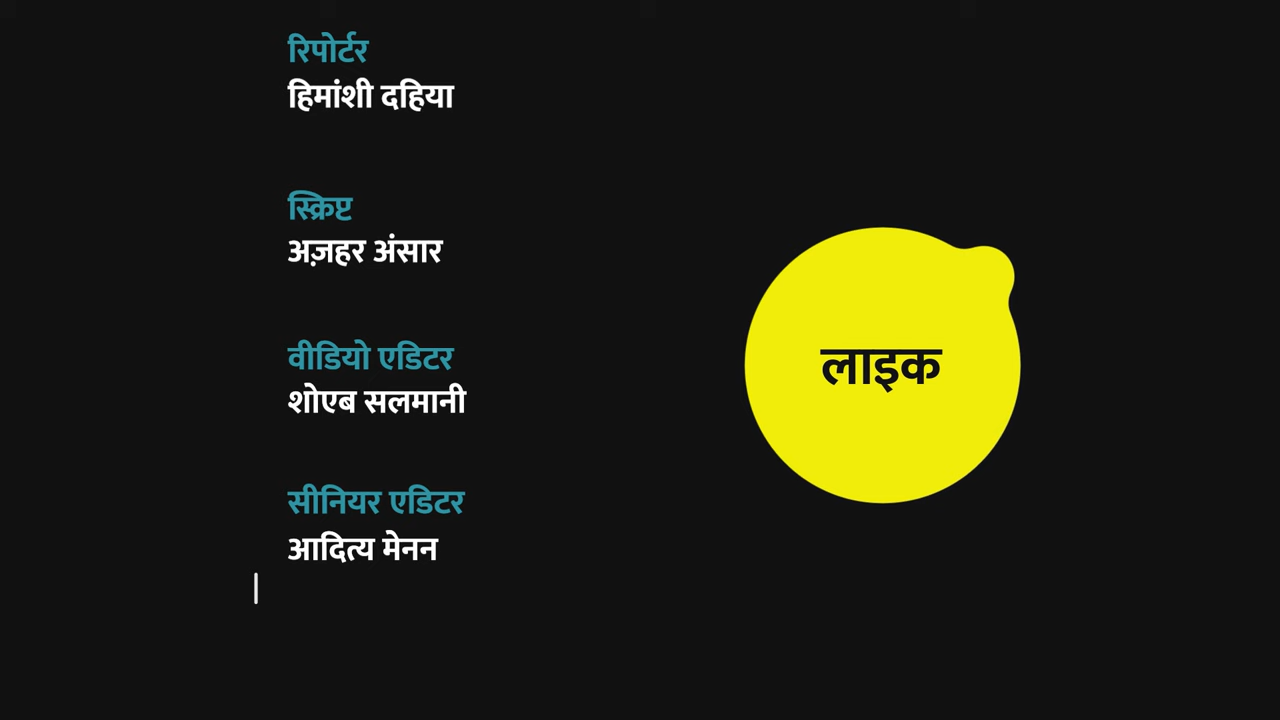 रिपोर्टर
हिमांशी दहिया
स्क्रिप्ट
अज़हर अंसार
वीडियो एडिटर
शोएब सलमानी
सीनियर एडिटर
आदित्य मेनन
लाइक